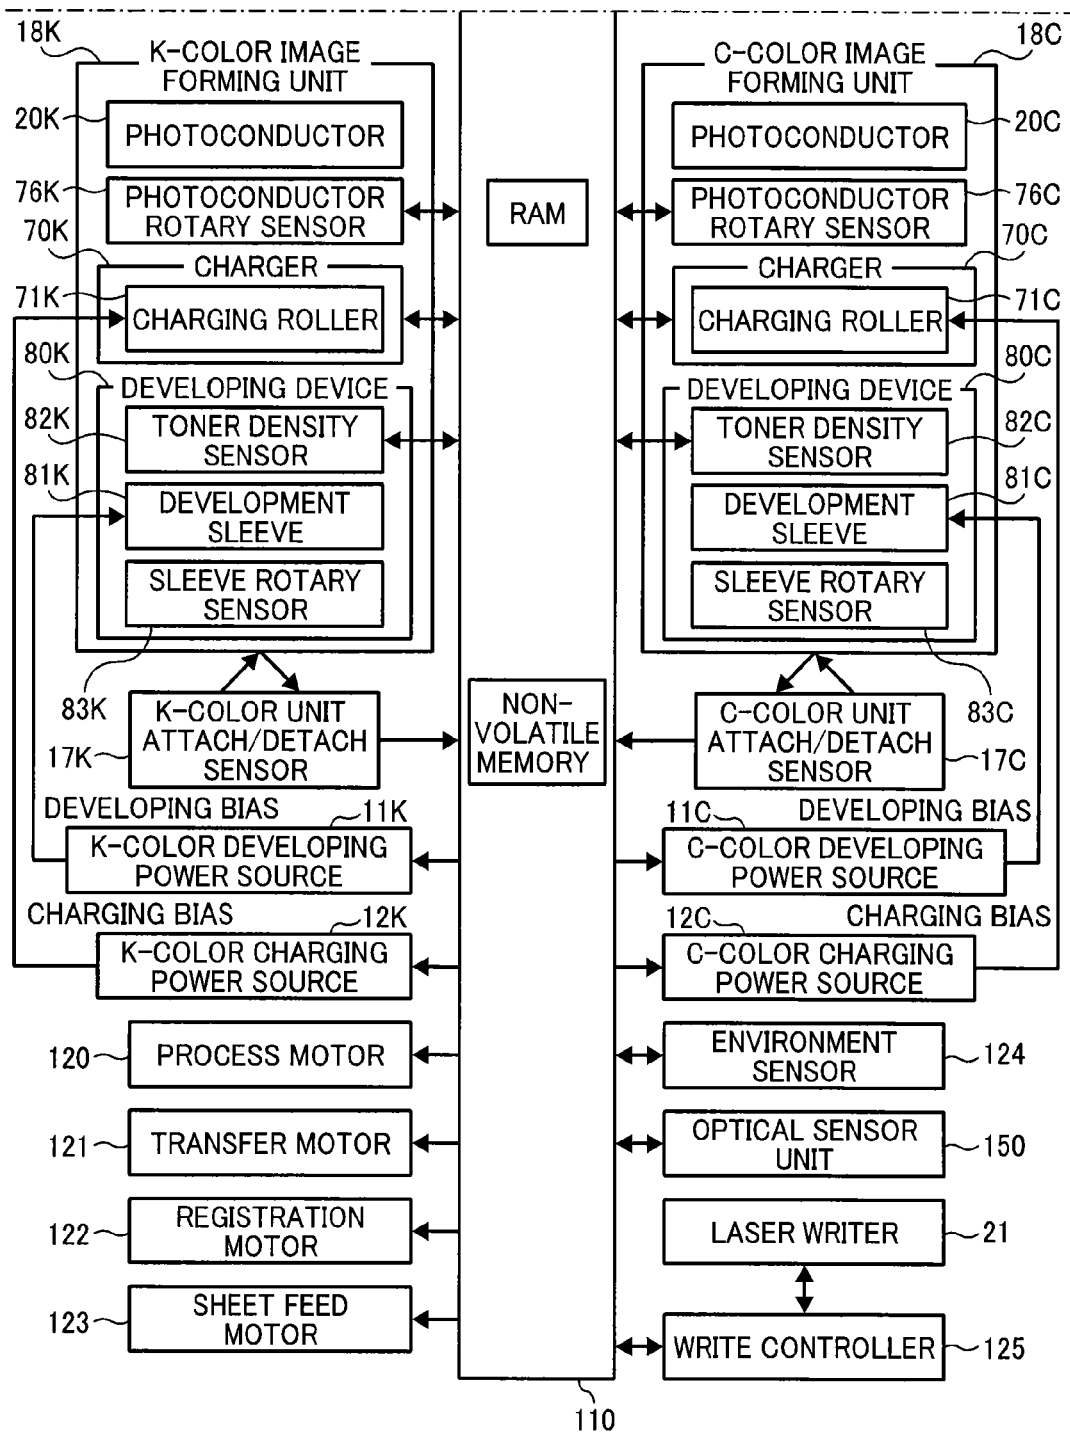 18K
K-COLOR IMAGE
FORMING UNIT
20K
PHOTOCONDUCTOR
76K
PHOTOCONDUCTOR
ROTARY SENSOR
70K
CHARGER
71K
CHARGING ROLLER
80K
DEVELOPING DEVICE
82K
TONER DENSITY
SENSOR
81K
DEVELOPMENT
SLEEVE
SLEEVE ROTARY
SENSOR
83K
K-COLOR UNIT
ATTACH/DETACH
SENSOR
17K
DEVELOPING BIAS
11K
K-COLOR DEVELOPING
POWER SOURCE
CHARGING BIAS
12K
K-COLOR CHARGING
POWER SOURCE
120
PROCESS MOTOR
121
TRANSFER MOTOR
122
REGISTRATION
MOTOR
123
SHEET FEED
MOTOR
RAM
NON-
VOLATILE
MEMORY
110
18C
C-COLOR IMAGE
FORMING UNIT
20C
PHOTOCONDUCTOR
76C
PHOTOCONDUCTOR
ROTARY SENSOR
70C
CHARGER
71C
CHARGING ROLLER
80C
DEVELOPING DEVICE
82C
TONER DENSITY
SENSOR
81C
DEVELOPMENT
SLEEVE
SLEEVE ROTARY
SENSOR
83C
C-COLOR UNIT
ATTACH/DETACH
SENSOR
17C
DEVELOPING BIAS
11C
C-COLOR DEVELOPING
POWER SOURCE
CHARGING BIAS
12C
C-COLOR CHARGING
POWER SOURCE
ENVIRONMENT
SENSOR
124
OPTICAL SENSOR
UNIT
150
LASER WRITER
21
WRITE CONTROLLER
125